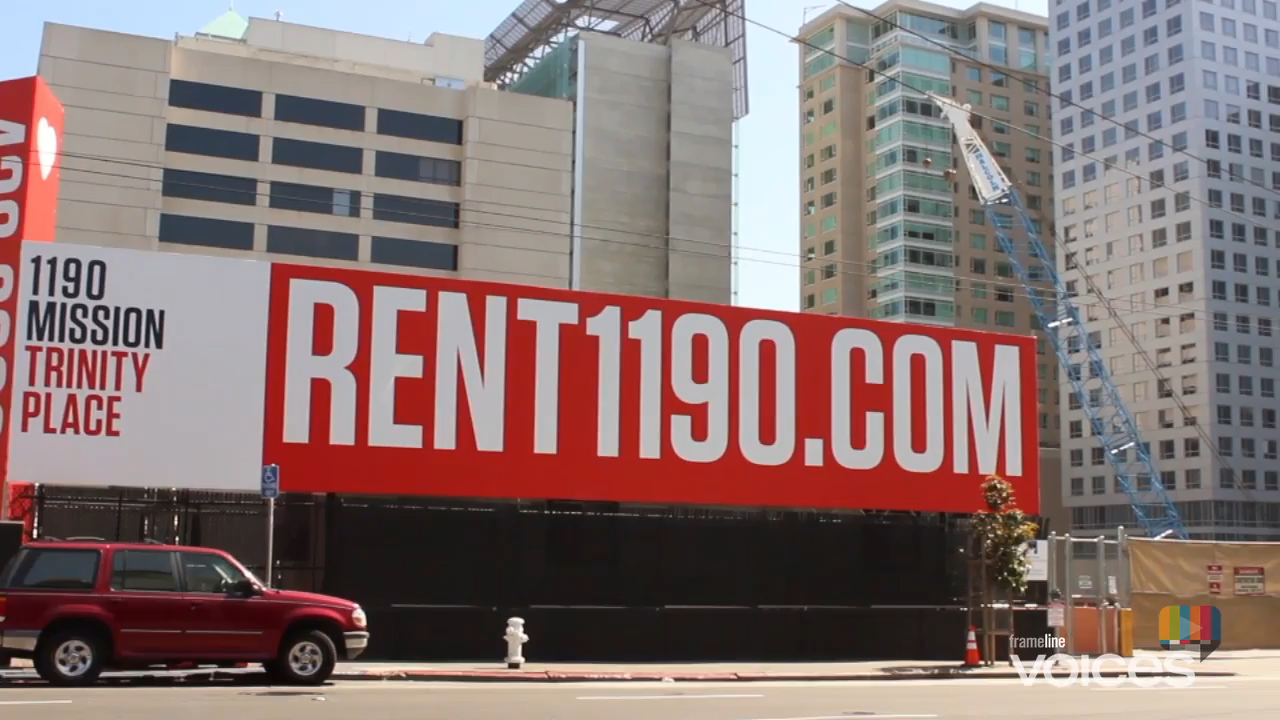 1190
MISSION
TRINITY
PLACE
RENT1190.COM
frameline
voices